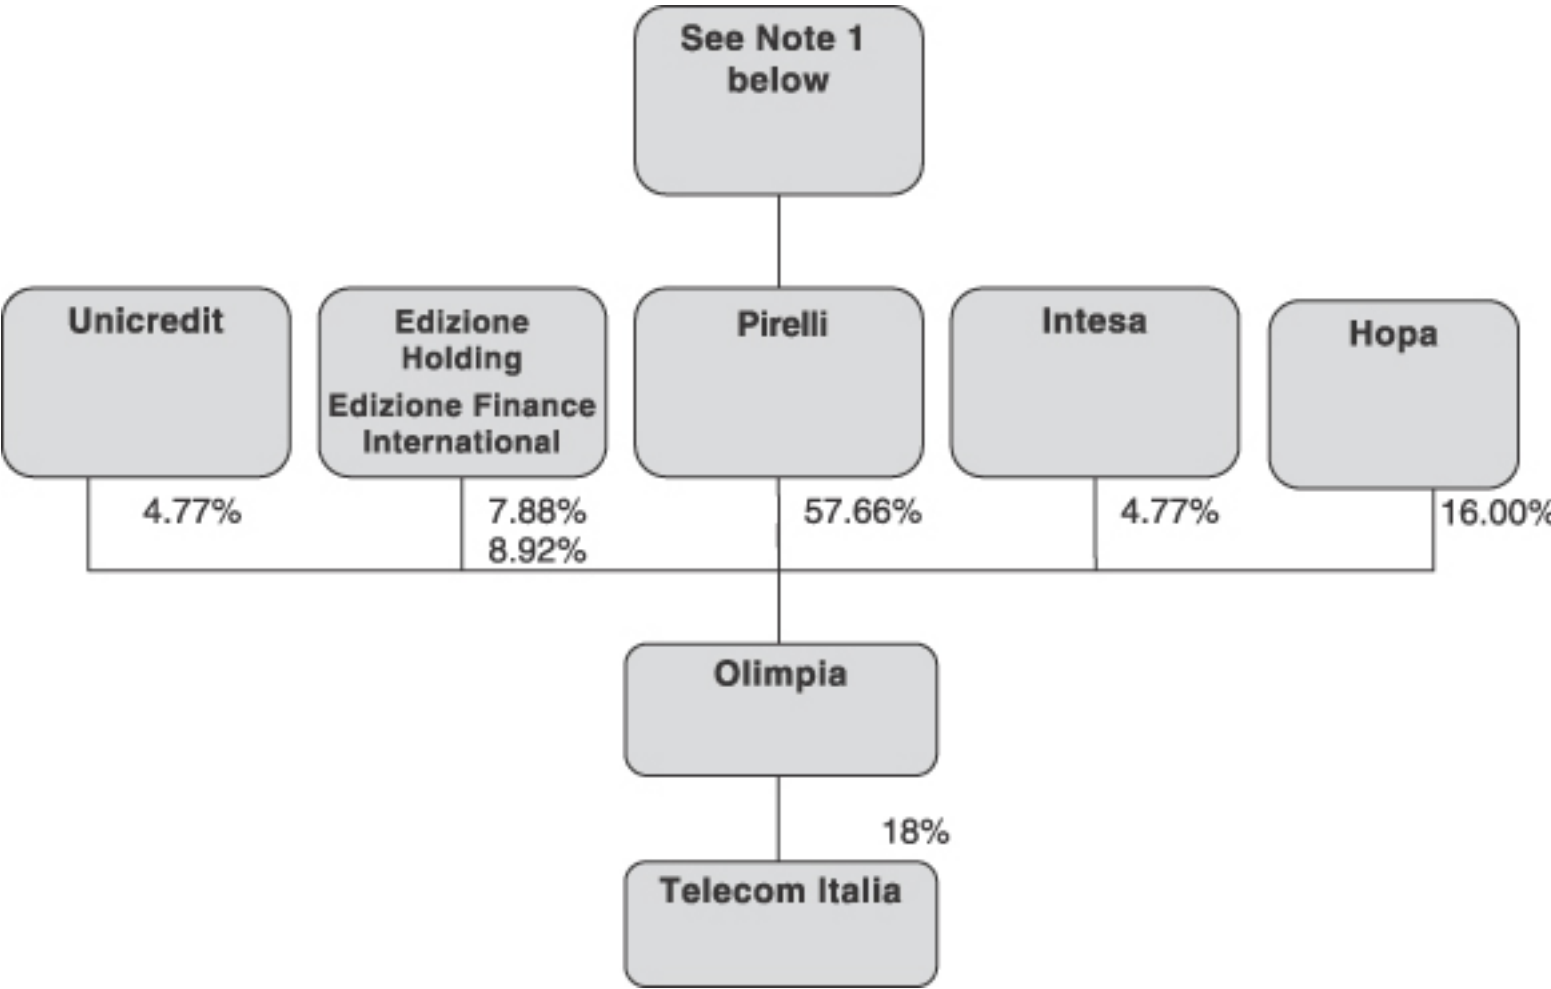 See Note 1
below
Unicredit
Edizione
Holding
Edizione Finance
International
Pirelli
Intesa
Hopa
4.77%
7.88%
8.92%
57.66%
4.77%
16.00%
Olimpia
18%
Telecom Italia